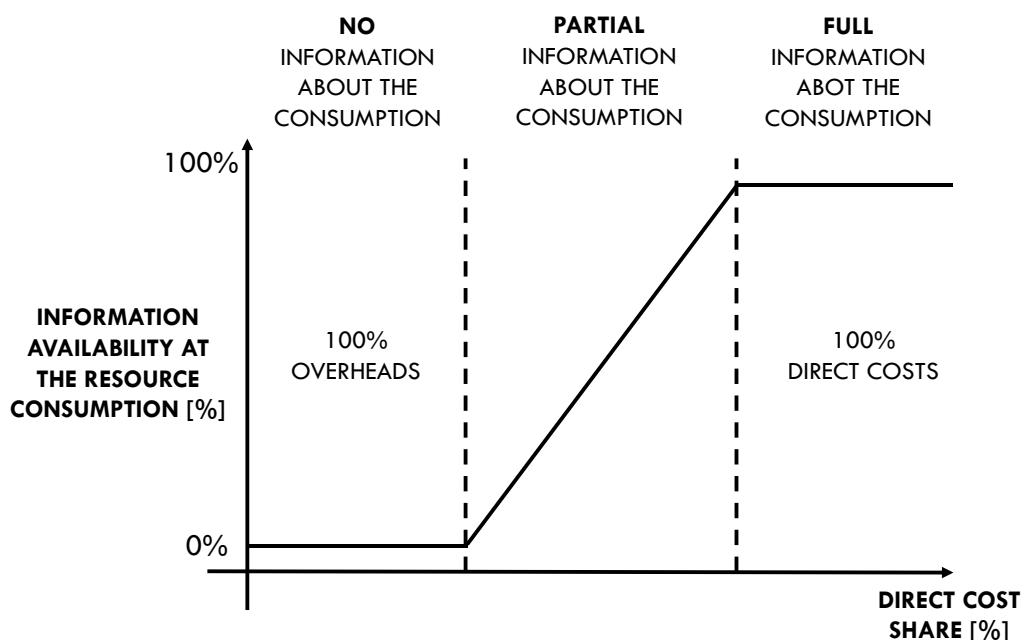 NO
INFORMATION
ABOUT THE
CONSUMPTION
PARTIAL
INFORMATION
ABOUT THE
CONSUMPTION
FULL
INFORMATION
ABOT THE
CONSUMPTION
100%
INFORMATION
AVAILABILITY AT
THE RESOURCE
CONSUMPTION [%]
100%
OVERHEADS
100%
DIRECT COSTS
0%
DIRECT COST
SHARE [%]